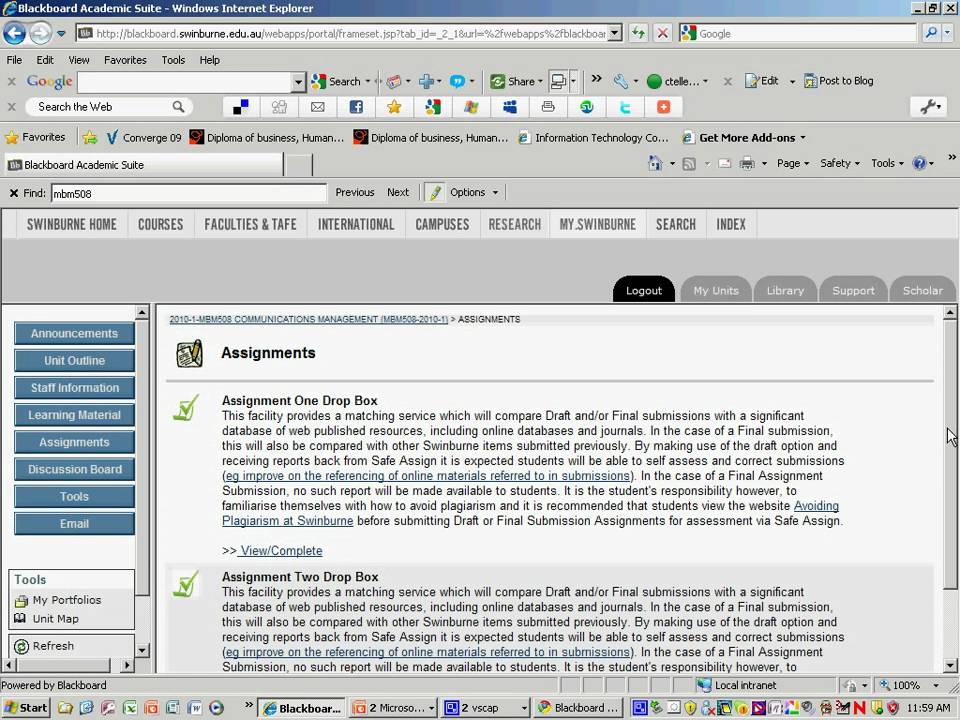 Blackboard Academic Suite - Windows Internet Explorer
http://blackboard.swinburne.edu.au/webapps/portal/frameset.jsp?tab_id=_2_1&url=%2fwebapps%2fblackboar
Google
File Edit View Favorites Tools Help
Google Search Share ctelle... Edit Post to Blog
Search the Web
Favorites Converge 09 Diploma of business, Human... Diploma of business, Human... Information Technology Co... Get More Add-ons
Blackboard Academic Suite
Page Safety Tools
Find: mbm508 Previous Next Options
SWINBURNE HOME COURSES FACULTIES & TAFE INTERNATIONAL CAMPUSES RESEARCH MY.SWINBURNE SEARCH INDEX
Logout My Units Library Support Scholar
Announcements
Unit Outline
Staff Information
Learning Material
Assignments
Discussion Board
Tools
Email
Tools
My Portfolios
Unit Map
Refresh
2010-1-MBM508 COMMUNICATIONS MANAGEMENT (MBM508-2010-1) > ASSIGNMENTS
Assignments
Assignment One Drop Box
This facility provides a matching service which will compare Draft and/or Final submissions with a significant
database of web published resources, including online databases and journals. In the case of a Final submission,
this will also be compared with other Swinburne items submitted previously. By making use of the draft option and
receiving reports back from Safe Assign it is expected students will be able to self assess and correct submissions
(eg improve on the referencing of online materials referred to in submissions). In the case of a Final Assignment
Submission, no such report will be made available to students. It is the student's responsibility however, to
familiarise themselves with how to avoid plagiarism and it is recommended that students view the website Avoiding
Plagiarism at Swinburne before submitting Draft or Final Submission Assignments for assessment via Safe Assign.
>> View/Complete
Assignment Two Drop Box
This facility provides a matching service which will compare Draft and/or Final submissions with a significant
database of web published resources, including online databases and journals. In the case of a Final submission,
this will also be compared with other Swinburne items submitted previously. By making use of the draft option and
receiving reports back from Safe Assign it is expected students will be able to self assess and correct submissions
(eg improve on the referencing of online materials referred to in submissions). In the case of a Final Assignment
Submission, no such report will be made available to students. It is the student's responsibility however, to
Powered by Blackboard
Local intranet 100%
Start Blackboar... 2 Microso... 2 vscap Blackboard ... 11:59 AM